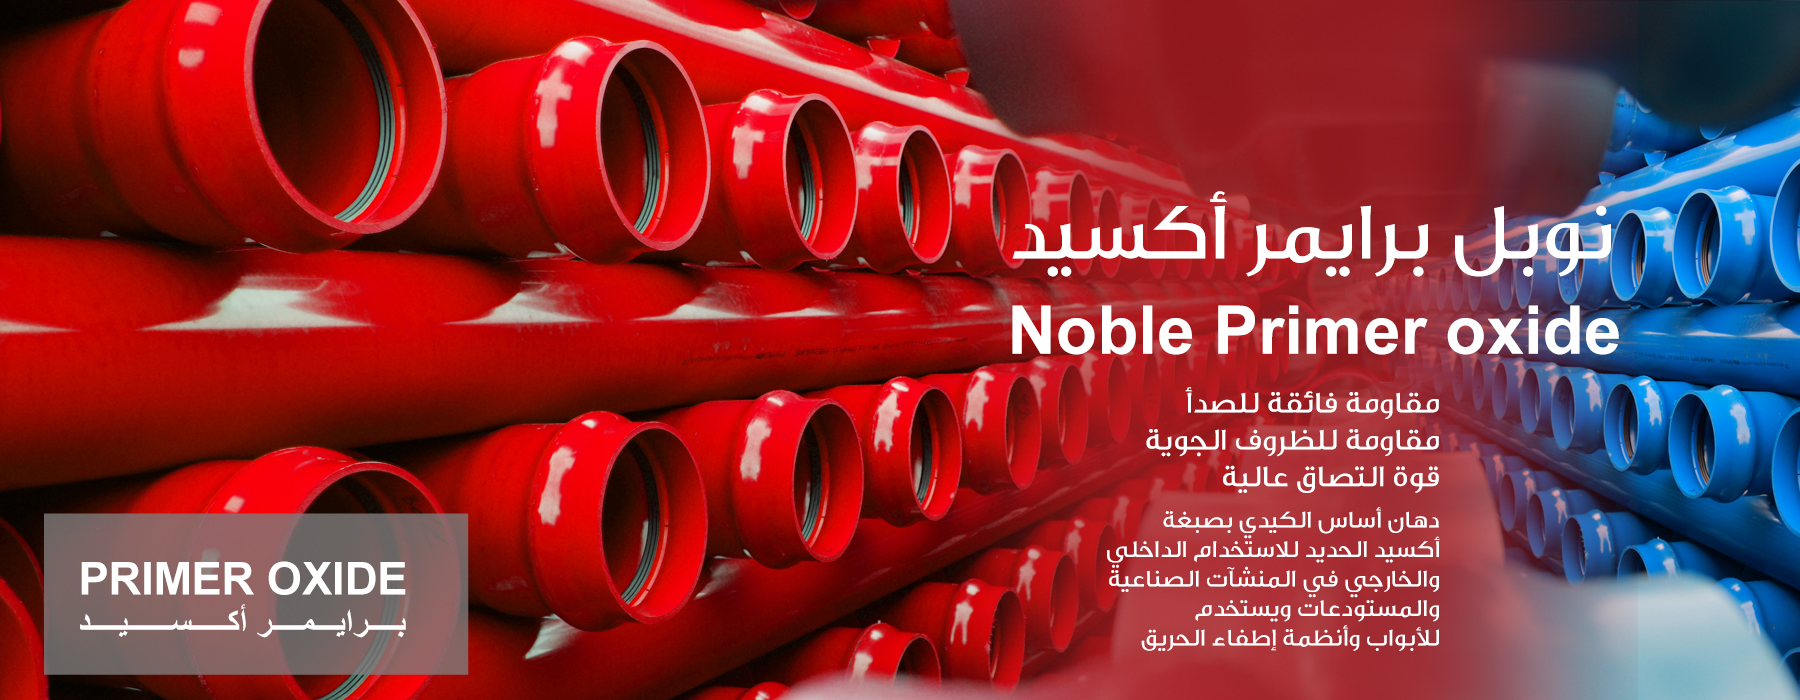 نوبل برايمر أكسيد
Noble Primer oxide
مقاومة فائقة للصدأ
مقاومة للظروف الجوية
قوة التصاق عالية
دهان أساس الكيدي بصبغة
أكسيد الحديد للاستخدام الداخلي
والخارجي في المنشآت الصناعية
والمستودعات ويستخدم
للأبواب وأنظمة إطفاء الحريق
PRIMER OXIDE
برايمر أكسيد